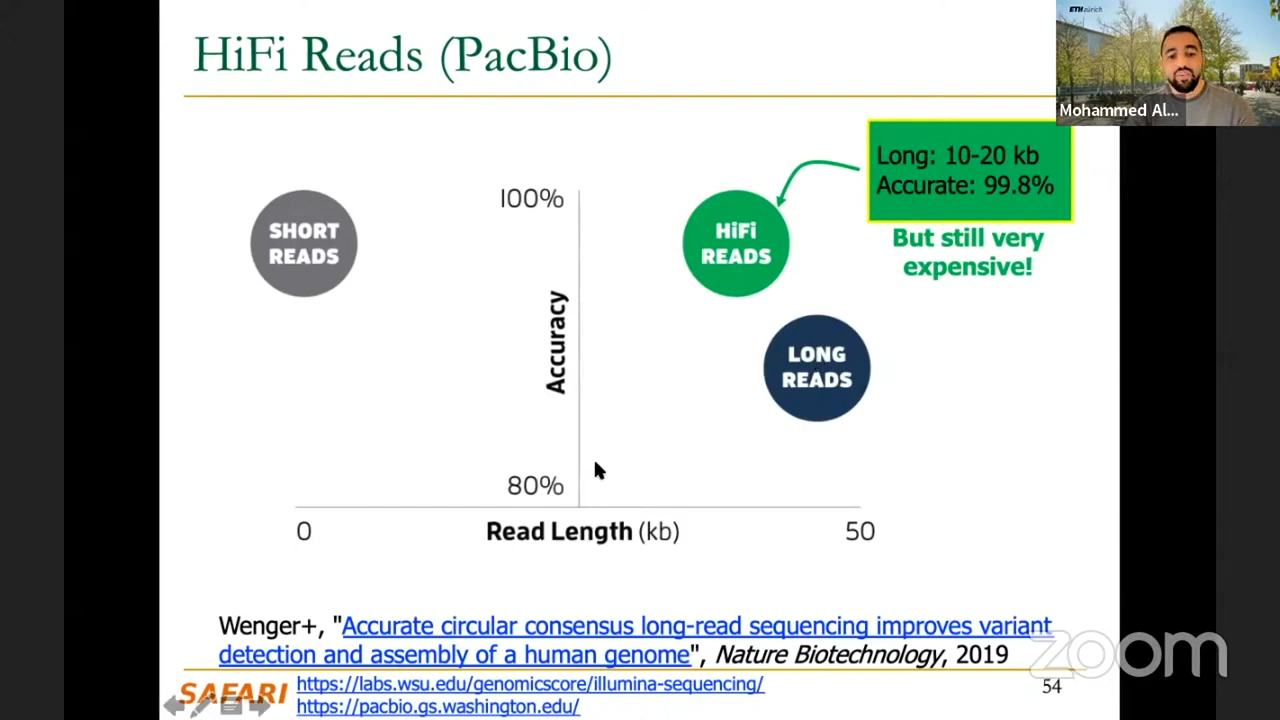 HiFi Reads (PacBio)
ETH zürich
Mohammed Al...
Long: 10-20 kb
Accurate: 99.8%
But still very
expensive!
100%
SHORT
READS
HiFi
READS
Accuracy
LONG
READS
80%
0
Read Length (kb)
50
Wenger+, "Accurate circular consensus long-read sequencing improves variant
detection and assembly of a human genome", Nature Biotechnology, 2019
zoom
SAFARI
https://labs.wsu.edu/genomicscore/illumina-sequencing/
https://pacbio.gs.washington.edu/
54